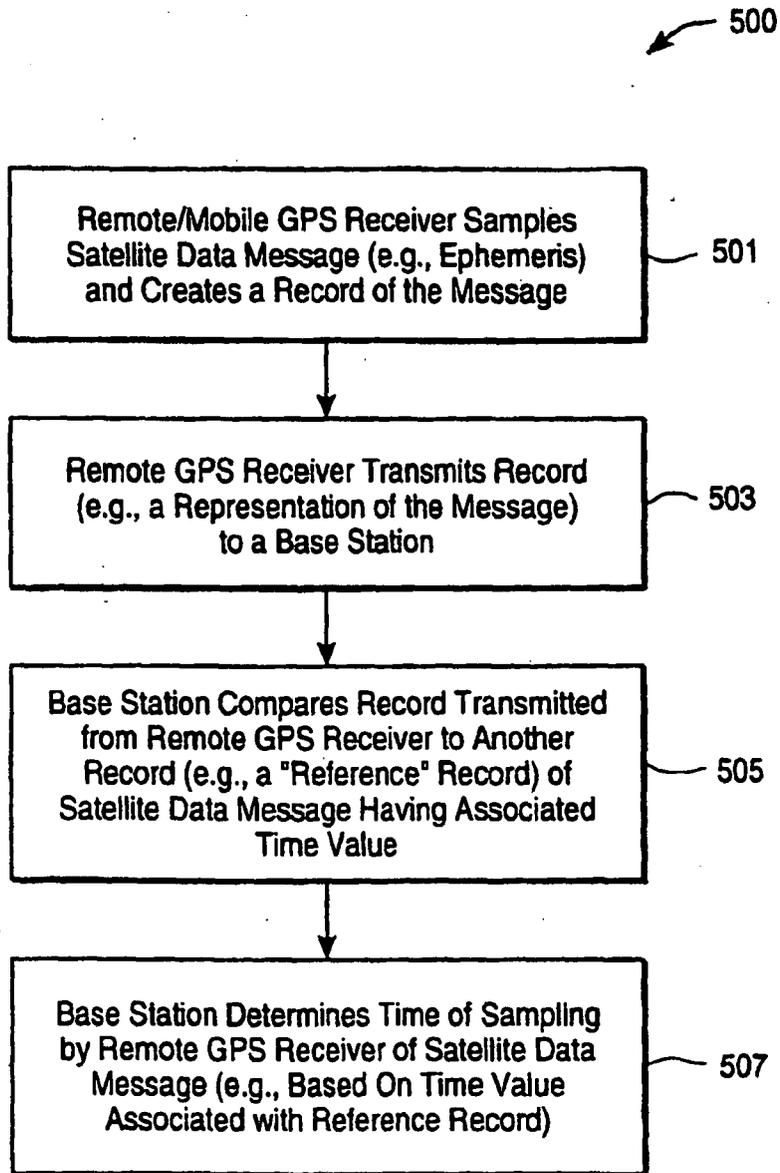 500
Remote/Mobile GPS Receiver Samples
Satellite Data Message (e.g., Ephemeris)
and Creates a Record of the Message
501
Remote GPS Receiver Transmits Record
(e.g., a Representation of the Message)
to a Base Station
503
Base Station Compares Record Transmitted
from Remote GPS Receiver to Another
Record (e.g., a "Reference" Record) of
Satellite Data Message Having Associated
Time Value
505
Base Station Determines Time of Sampling
by Remote GPS Receiver of Satellite Data
Message (e.g., Based On Time Value
Associated with Reference Record)
507